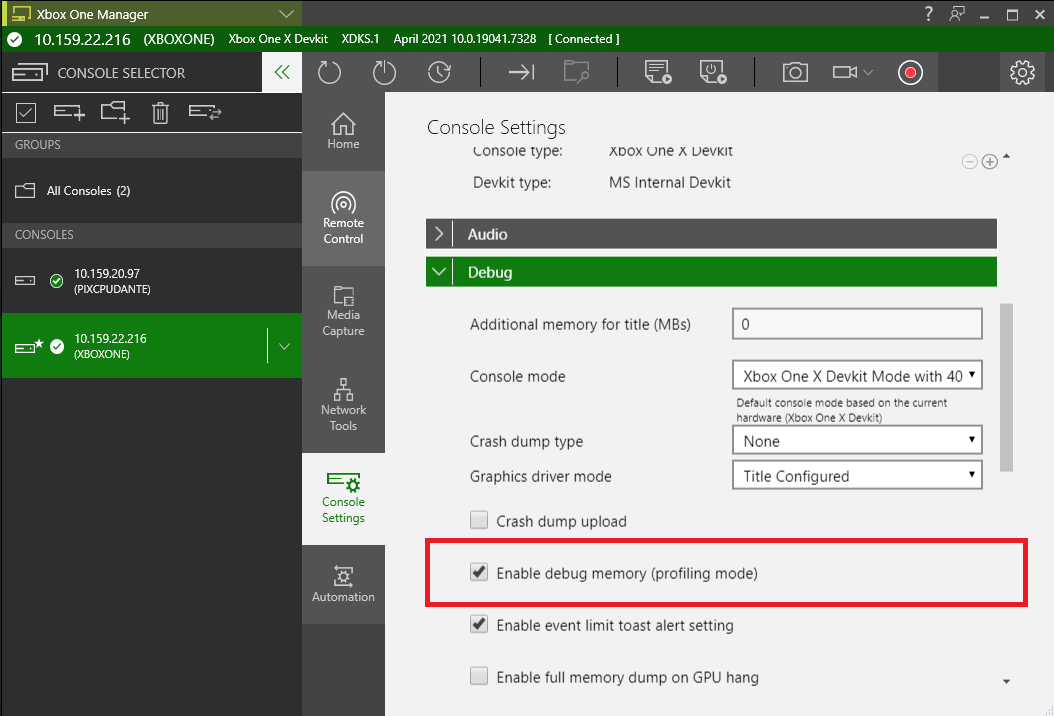 Xbox One Manager
?
10.159.22.216 (XBOXONE) Xbox One X Devkit XDKS.1 April 2021 10.0.19041.7328 [ Connected ]
CONSOLE SELECTOR
GROUPS
All Consoles (2)
CONSOLES
10.159.20.97
(PIXCPUDANTE)
10.159.22.216
(XBOXONE)
Home
Remote
Control
Media
Capture
Network
Tools
Console
Settings
Automation
Console Settings
Console type: Xbox One X Devkit
Devkit type: MS Internal Devkit
Audio
Debug
Additional memory for title (MBs) 0
Console mode Xbox One X Devkit Mode with 40
Default console mode based on the current
hardware (Xbox One X Devkit)
Crash dump type None
Graphics driver mode Title Configured
Crash dump upload
Enable debug memory (profiling mode)
Enable event limit toast alert setting
Enable full memory dump on GPU hang